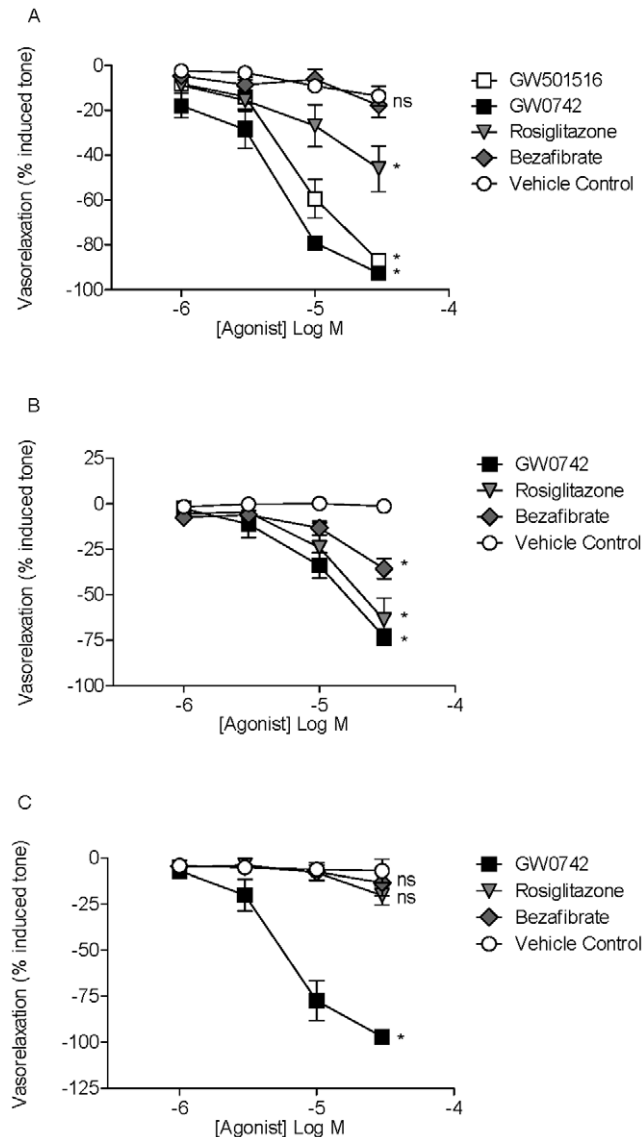 A
Vasorelaxation (% induced tone)
0
-20
-40
-60
-80
-100
-6
-5
-4
[Agonist] Log M
ns
*
*
*
GW501516
GW0742
Rosiglitazone
Bezafibrate
Vehicle Control
B
Vasorelaxation (% induced tone)
25
0
-25
-50
-75
-100
-6
-5
-4
[Agonist] Log M
*
*
*
GW0742
Rosiglitazone
Bezafibrate
Vehicle Control
C
Vasorelaxation (% induced tone)
0
-25
-50
-75
-100
-125
-6
-5
-4
[Agonist] Log M
ns
ns
*
GW0742
Rosiglitazone
Bezafibrate
Vehicle Control